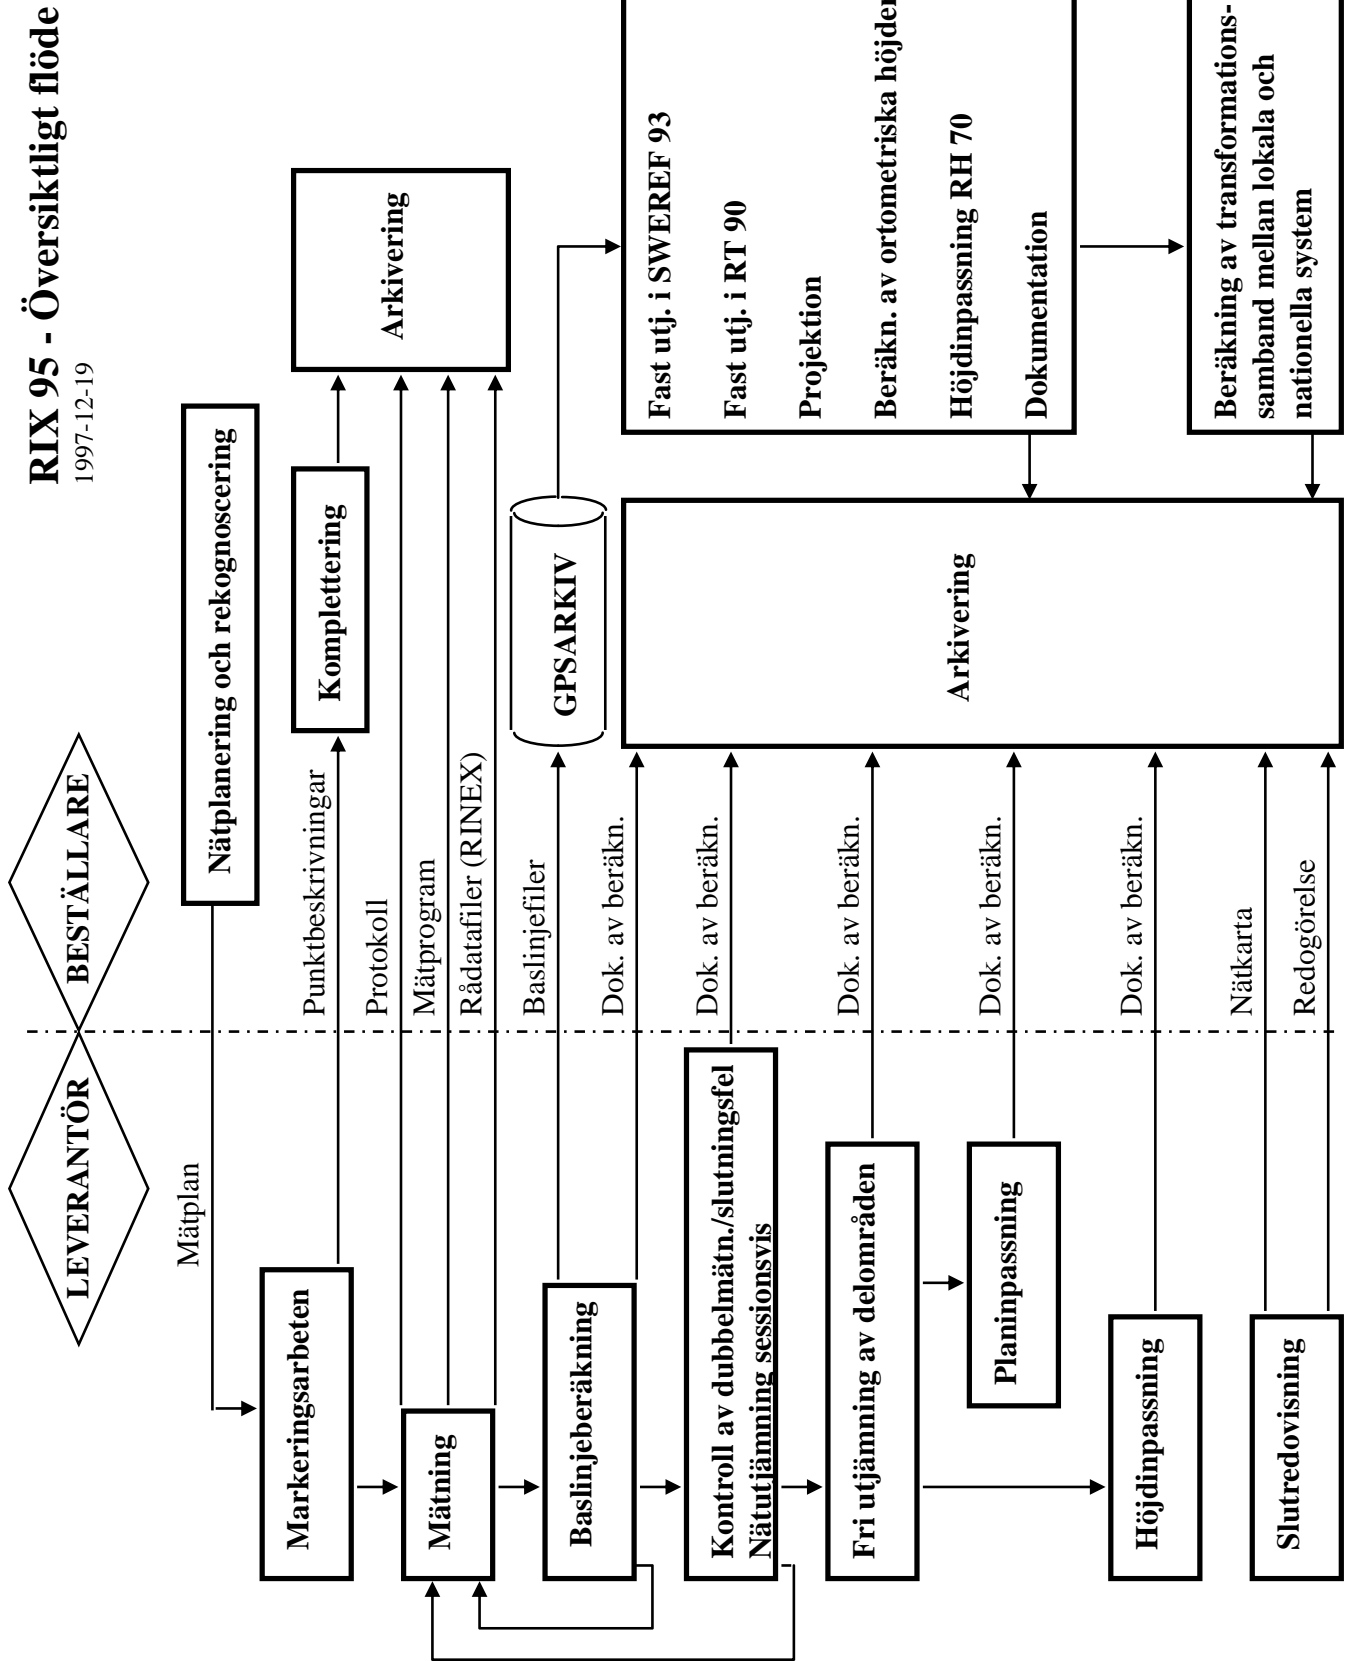 RIX 95 - Översiktligt flöde
1997-12-19
LEVERANTÖR
BESTÄLLARE
Mätplan
Nätplanering och rekognoscering
Markeringsarbeten
Punktbeskrivningar
Komplettering
Arkivering
Mätning
Protokoll
Mätprogram
Rådatafiler (RINEX)
Baslinjeberäkning
Baslinjefiler
GPSARKIV
Dok. av beräkn.
Kontroll av dubbelmätn./slutningsfel
Nätutjämning sessionsvis
Dok. av beräkn.
Fri utjämning av delområden
Dok. av beräkn.
Planinpassning
Dok. av beräkn.
Höjdinpassning
Dok. av beräkn.
Slutredovisning
Nätkarta
Redogörelse
Arkivering
Fast utj. i SWEREF 93
Fast utj. i RT 90
Projektion
Beräkn. av ortometriska höjder
Höjdinpassning RH 70
Dokumentation
Beräkning av transformations-
samband mellan lokala och
nationella system